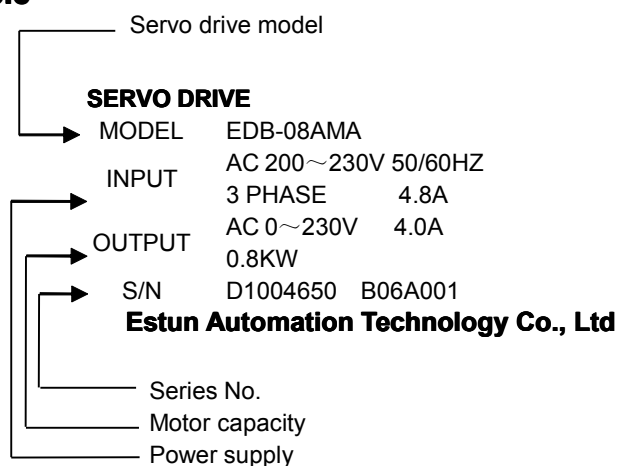 Servo drive model
SERVO DRIVE
MODEL EDB-08AMA
INPUT AC 200～230V 50/60HZ
3 PHASE 4.8A
OUTPUT AC 0～230V 4.0A
0.8KW
S/N D1004650 B06A001
Estun Automation Technology Co., Ltd
Series No.
Motor capacity
Power supply